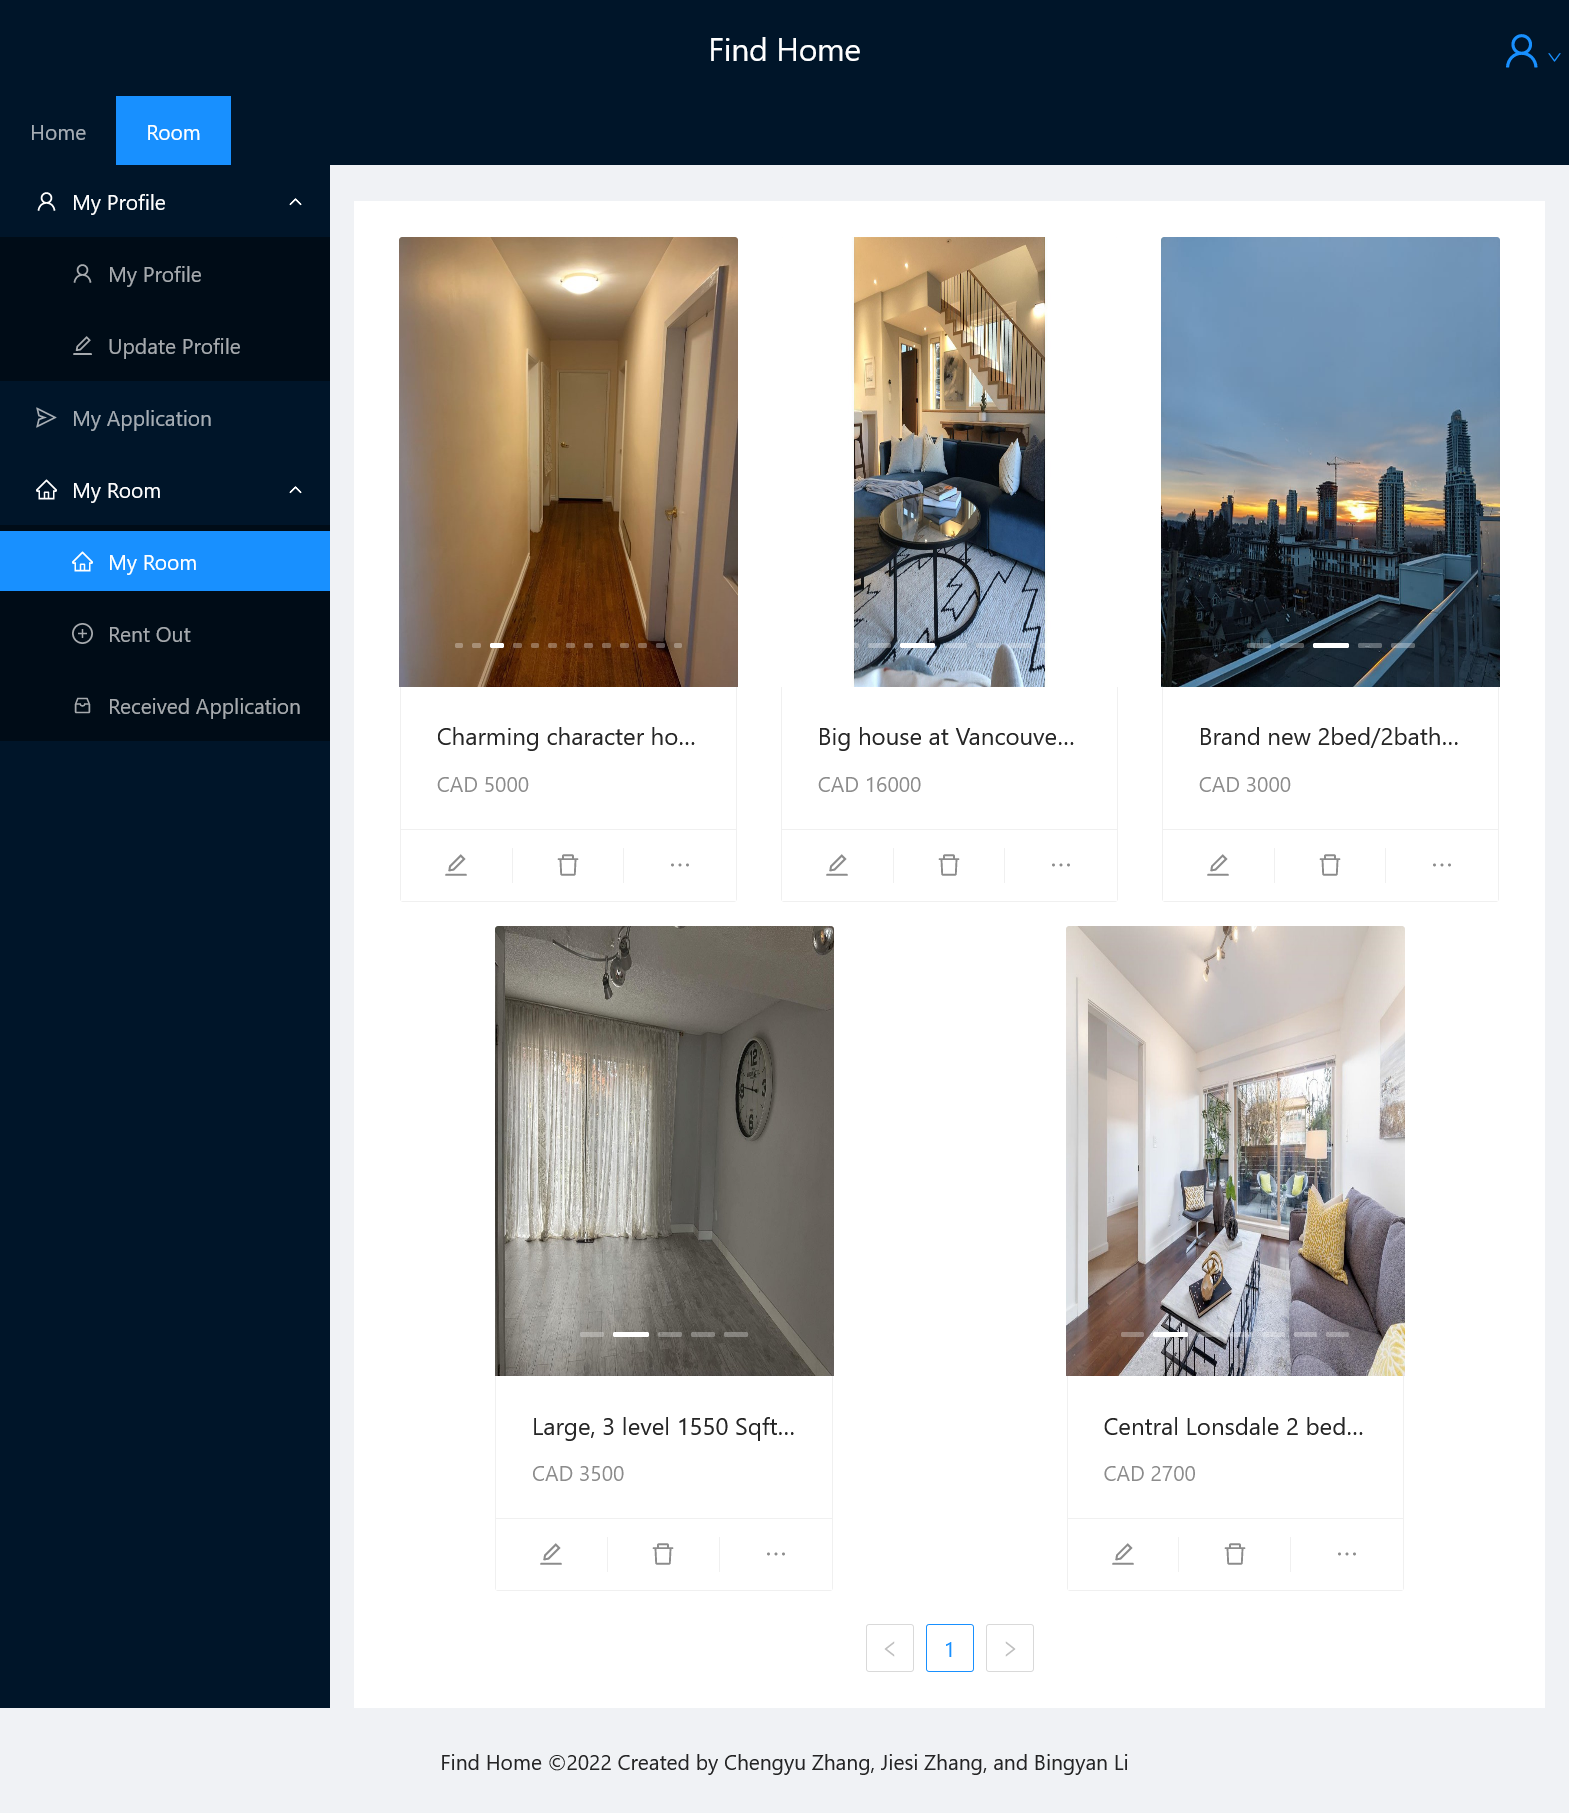 Find Home
Home
Room
My Profile
My Profile
Update Profile
My Application
My Room
My Room
Rent Out
Received Application
Charming character ho...
CAD 5000
Big house at Vancouve...
CAD 16000
Brand new 2bed/2bath...
CAD 3000
Large, 3 level 1550 Sqft...
CAD 3500
Central Lonsdale 2 bed...
CAD 2700
1
Find Home ©2022 Created by Chengyu Zhang, Jiesi Zhang, and Bingyan Li